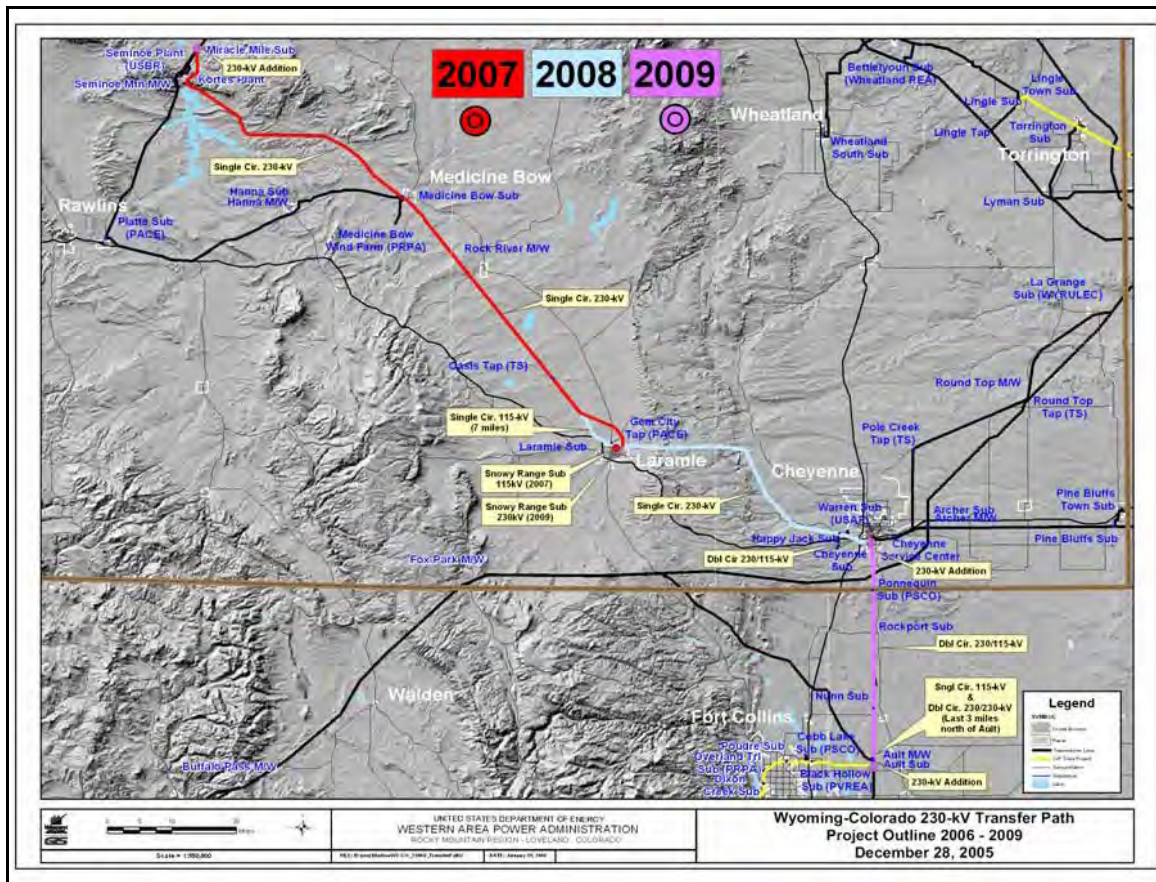 Seminoe Plant
(USBR)
Miracle Mile Sub
230-kV Addition
Seminoe Mtn M/W
Kortes Plant
2007
2008
2009
Bettleyoun Sub
(Wheatland REA)
Lingle
Town Sub
Lingle Sub
Wheatland
Lingle Tap
Torrington
Sub
Torrington
Wheatland
South Sub
Single Cir. 230-kV
Medicine Bow
Hanna Sub
Hanna M/W
Medicine Bow Sub
Rawlins
Lyman Sub
Platte Sub
(PACE)
Medicine Bow
Wind Farm (PRPA)
Rock River M/W
La Grange
Sub (WYRULEC)
Single Cir. 230-kV
Oasis Tap (TS)
Round Top M/W
Round Top
Tap (TS)
Single Cir. 115-kV
(7 miles)
Gem City
Tap (PACE)
Pole Creek
Tap (TS)
Laramie Sub
Laramie
Cheyenne
Snowy Range Sub
115kV (2007)
Snowy Range Sub
230kV (2009)
Single Cir. 230-kV
Warren Sub
(USAF)
Archer Sub
Archer M/W
Pine Bluffs
Town Sub
Happy Jack Sub
Pine Bluffs Sub
Dbl Cir 230/115-kV
Cheyenne
Sub
Cheyenne
Service Center
Fox Park M/W
230-kV Addition
Ponnequin
Sub (PSCO)
Rockport Sub
Dbl Cir. 230/115-kV
Walden
Nunn Sub
Sngl Cir. 115-kV
&
Dbl Cir. 230/230-kV
(Last 3 miles
north of Ault)
Legend
Fort Collins
Cobb Lake
Sub (PSCO)
Poudre Sub
Overland Trl
Sub (PRPA)
Dixon
Creek Sub
Ault M/W
Ault Sub
Buffalo Pass M/W
Black Hollow
Sub (PVREA)
230-kV Addition
UNITED STATES DEPARTMENT OF ENERGY
WESTERN AREA POWER ADMINISTRATION
ROCKY MOUNTAIN REGION - LOVELAND, COLORADO
Wyoming-Colorado 230-kV Transfer Path
Project Outline 2006 - 2009
December 28, 2005